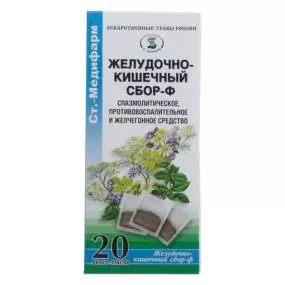 ЛЕКАРСТВЕННЫЕ ТРАВЫ РОССИИ
Ст.-Медифарм
ЖЕЛУДОЧНО-
КИШЕЧНЫЙ
СБОР-Ф
СПАЗМОЛИТИЧЕСКОЕ,
ПРОТИВОВОСПАЛИТЕЛЬНОЕ
И ЖЕЛЧЕГОННОЕ СРЕДСТВО
20
Желудочно-
кишечный сбор-ф